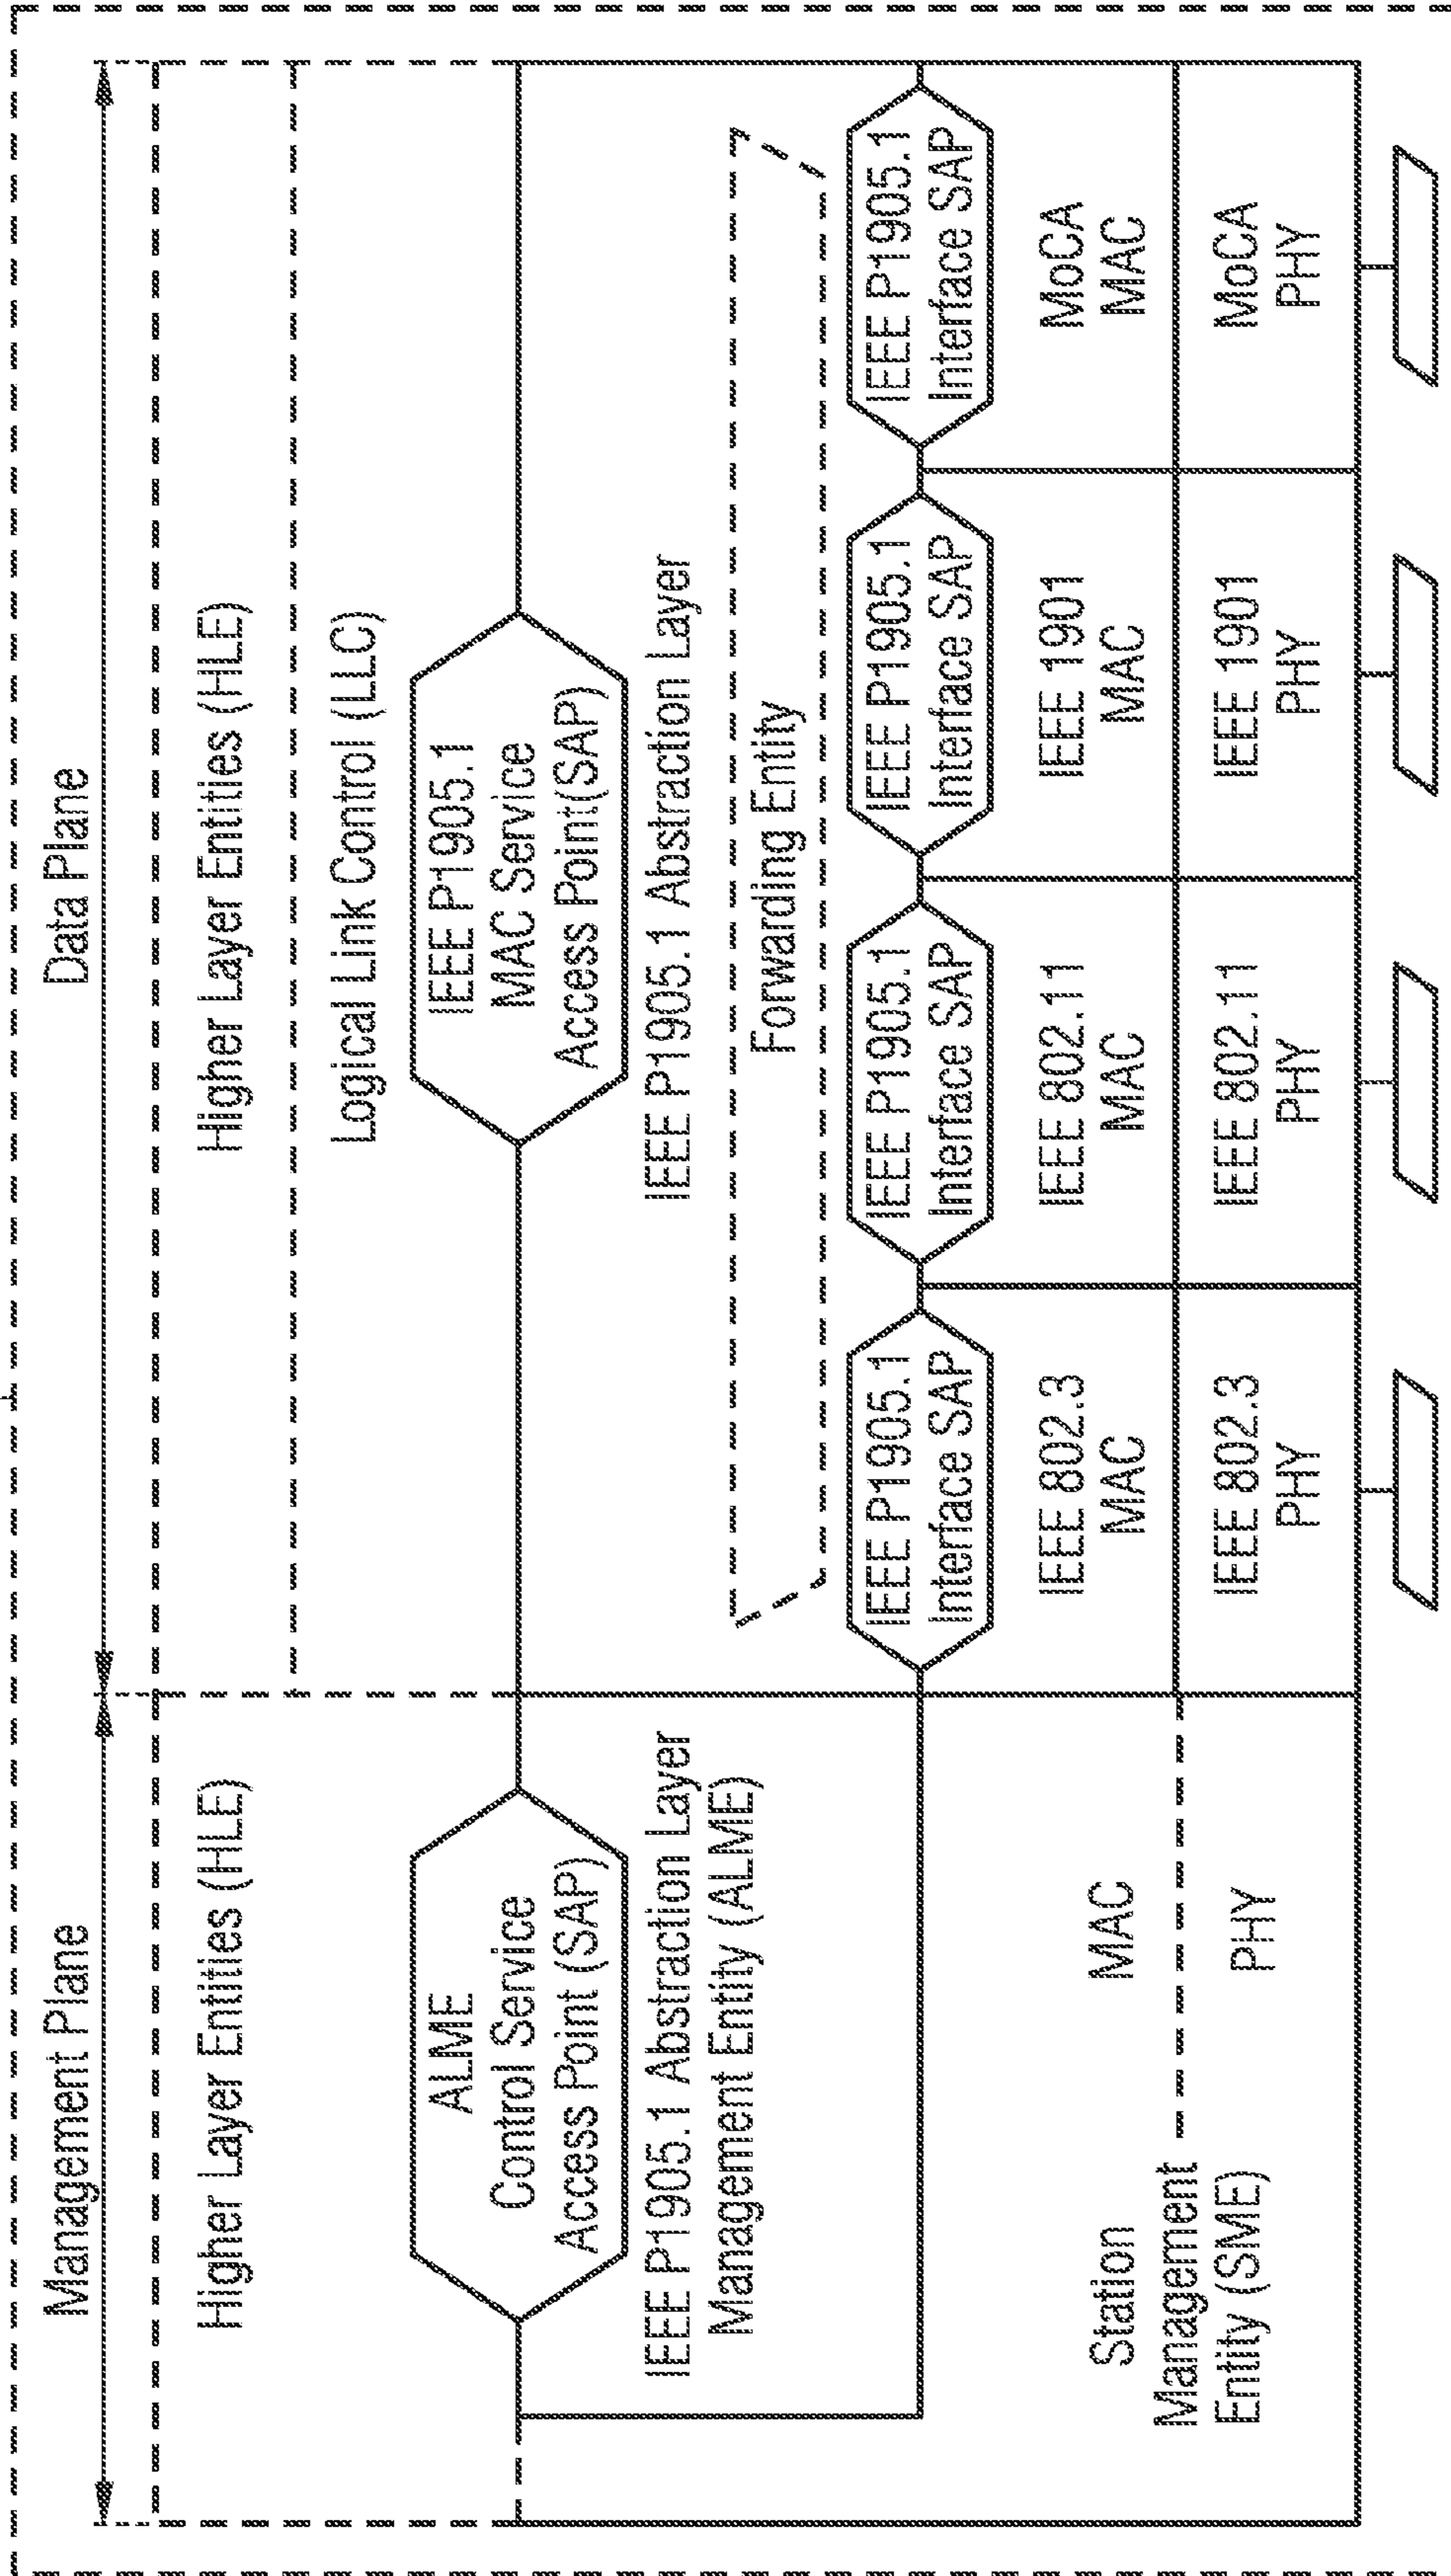 Management Plane
Data Plane
Higher Layer Entities (HLE)
Higher Layer Entities (HLE)
Logical Link Control (LLC)
ALME
Control Service
Access Point (SAP)
IEEE P1905.1
MAC Service
Access Point(SAP)
IEEE P1905.1 Abstraction Layer
Management Entity (ALME)
IEEE P1905.1 Abstraction Layer
Forwarding Entity
IEEE P1905.1
Interface SAP
IEEE P1905.1
Interface SAP
IEEE P1905.1
Interface SAP
IEEE P1905.1
Interface SAP
Station
Management
Entity (SME)
MAC
PHY
IEEE 802.3
MAC
IEEE 802.11
MAC
IEEE 1901
MAC
MoCA
MAC
IEEE 802.3
PHY
IEEE 802.11
PHY
IEEE 1901
PHY
MoCA
PHY